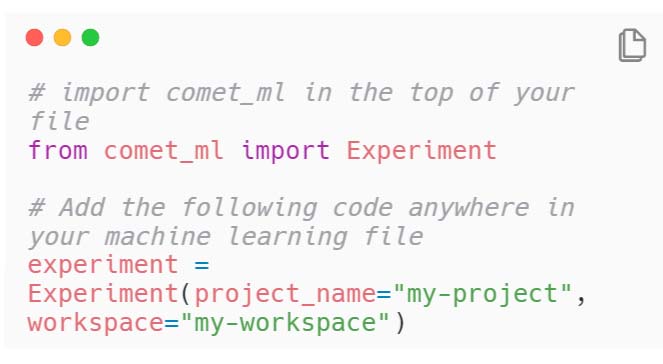 # import comet_ml in the top of your
file
from comet_ml import Experiment
# Add the following code anywhere in
your machine learning file
experiment =
Experiment(project_name="my-project",
workspace="my-workspace")